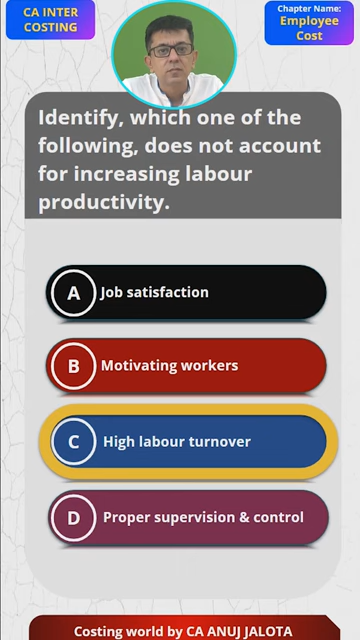 CA INTER
COSTING
Chapter Name:
Employee
Cost
Identify, which one of the
following, does not account
for increasing labour
productivity.
A Job satisfaction
B Motivating workers
C High labour turnover
D Proper supervision & control
Costing world by CA ANUJ JALOTA